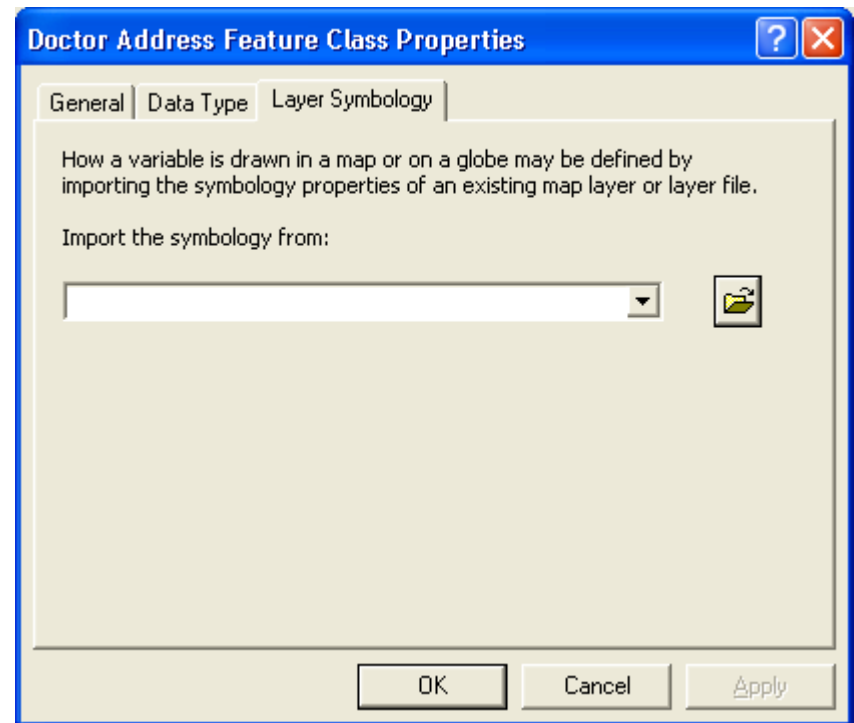 Doctor Address Feature Class Properties
?
General Data Type Layer Symbology
How a variable is drawn in a map or on a globe may be defined by
importing the symbology properties of an existing map layer or layer file.
Import the symbology from:
OK Cancel Apply